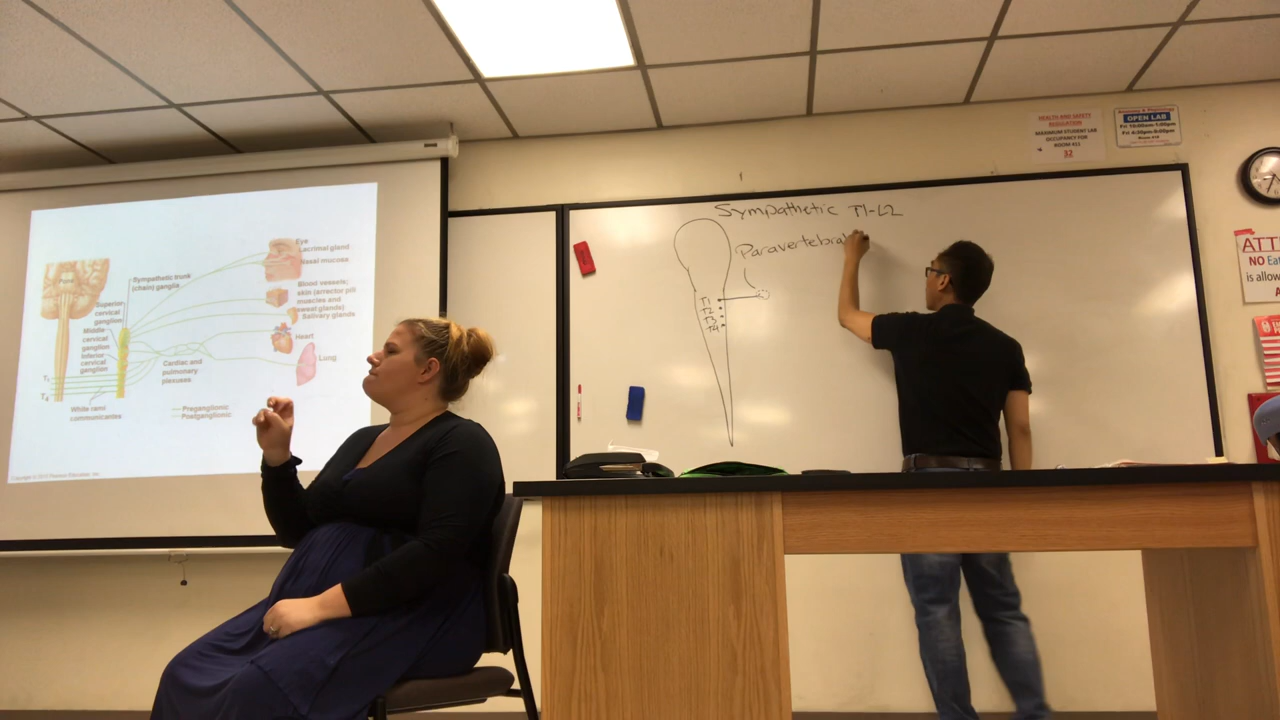 Eye
Lacrimal gland
Nasal mucosa
Sympathetic trunk
(chain) ganglia
Blood vessels;
skin (arrector pili
muscles and
sweat glands)
Salivary glands
Superior
cervical
ganglion
Middle
cervical
ganglion
Inferior
cervical
ganglion
Heart
Lung
Cardiac and
pulmonary
plexuses
T1
T4
White rami
communicantes
Preganglionic
Postganglionic
Sympathetic T1-L2
Paravertebral
T1
T2
T3
T4
HEALTH AND SAFETY
REGULATION
MAXIMUM STUDENT LAB
OCCUPANCY FOR
ROOM 411
32
OPEN LAB
ATT
NO Eat
is allow